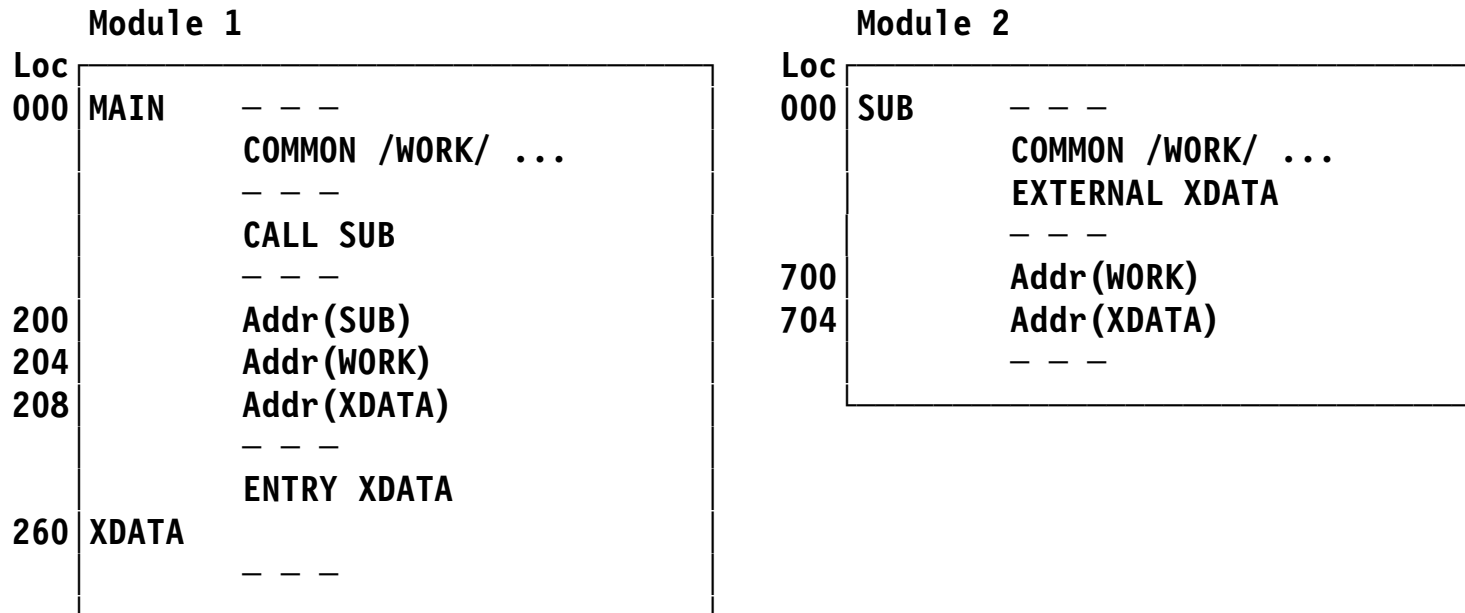 Module 1
Loc
000 MAIN – – –
COMMON /WORK/ ...
– – –
CALL SUB
– – –
200 Addr(SUB)
204 Addr(WORK)
208 Addr(XDATA)
– – –
ENTRY XDATA
260 XDATA
– – –
Module 2
Loc
000 SUB – – –
COMMON /WORK/ ...
EXTERNAL XDATA
– – –
700 Addr(WORK)
704 Addr(XDATA)
– – –